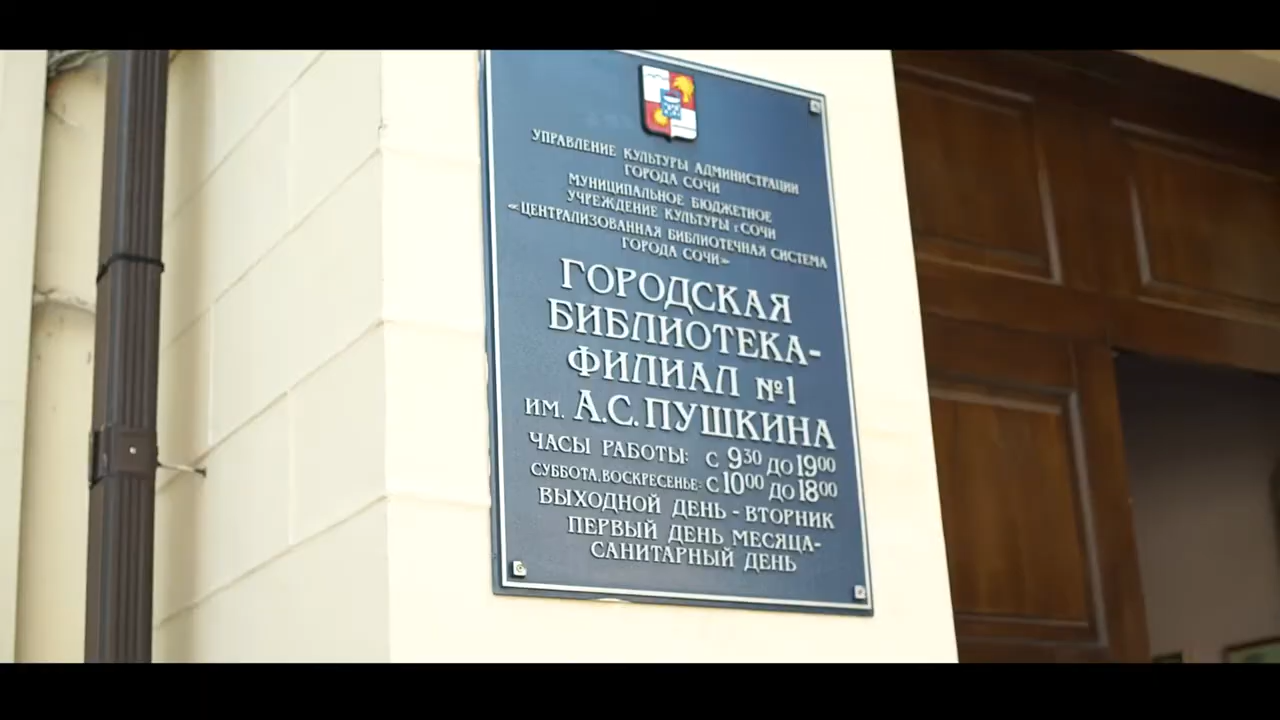 УПРАВЛЕНИЕ КУЛЬТУРЫ АДМИНИСТРАЦИИ
ГОРОДА СОЧИ
МУНИЦИПАЛЬНОЕ БЮДЖЕТНОЕ
УЧРЕЖДЕНИЕ КУЛЬТУРЫ г.СОЧИ
«ЦЕНТРАЛИЗОВАННАЯ БИБЛИОТЕЧНАЯ СИСТЕМА
ГОРОДА СОЧИ»
ГОРОДСКАЯ
БИБЛИОТЕКА-
ФИЛИАЛ №1
ИМ. А.С.ПУШКИНА
ЧАСЫ РАБОТЫ: С 9³⁰ ДО 19⁰⁰
СУББОТА, ВОСКРЕСЕНЬЕ: С 10⁰⁰ ДО 18⁰⁰
ВЫХОДНОЙ ДЕНЬ - ВТОРНИК
ПЕРВЫЙ ДЕНЬ МЕСЯЦА-
САНИТАРНЫЙ ДЕНЬ